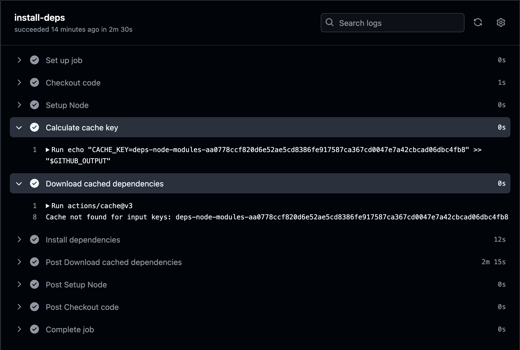 install-deps
succeeded 14 minutes ago in 2m 30s
Search logs
Set up job 0s
Checkout code 1s
Setup Node 0s
Calculate cache key 0s
1 Run echo "CACHE_KEY=deps-node-modules-aa0778ccf820d6e52ae5cd8386fe917587ca367cd0047e7a42cbcad06dbc4fb8" >>
"$GITHUB_OUTPUT"
Download cached dependencies 0s
1 Run actions/cache@v3
8 Cache not found for input keys: deps-node-modules-aa0778ccf820d6e52ae5cd8386fe917587ca367cd0047e7a42cbcad06dbc4fb8
Install dependencies 12s
Post Download cached dependencies 2m 15s
Post Setup Node 0s
Post Checkout code 0s
Complete job 0s